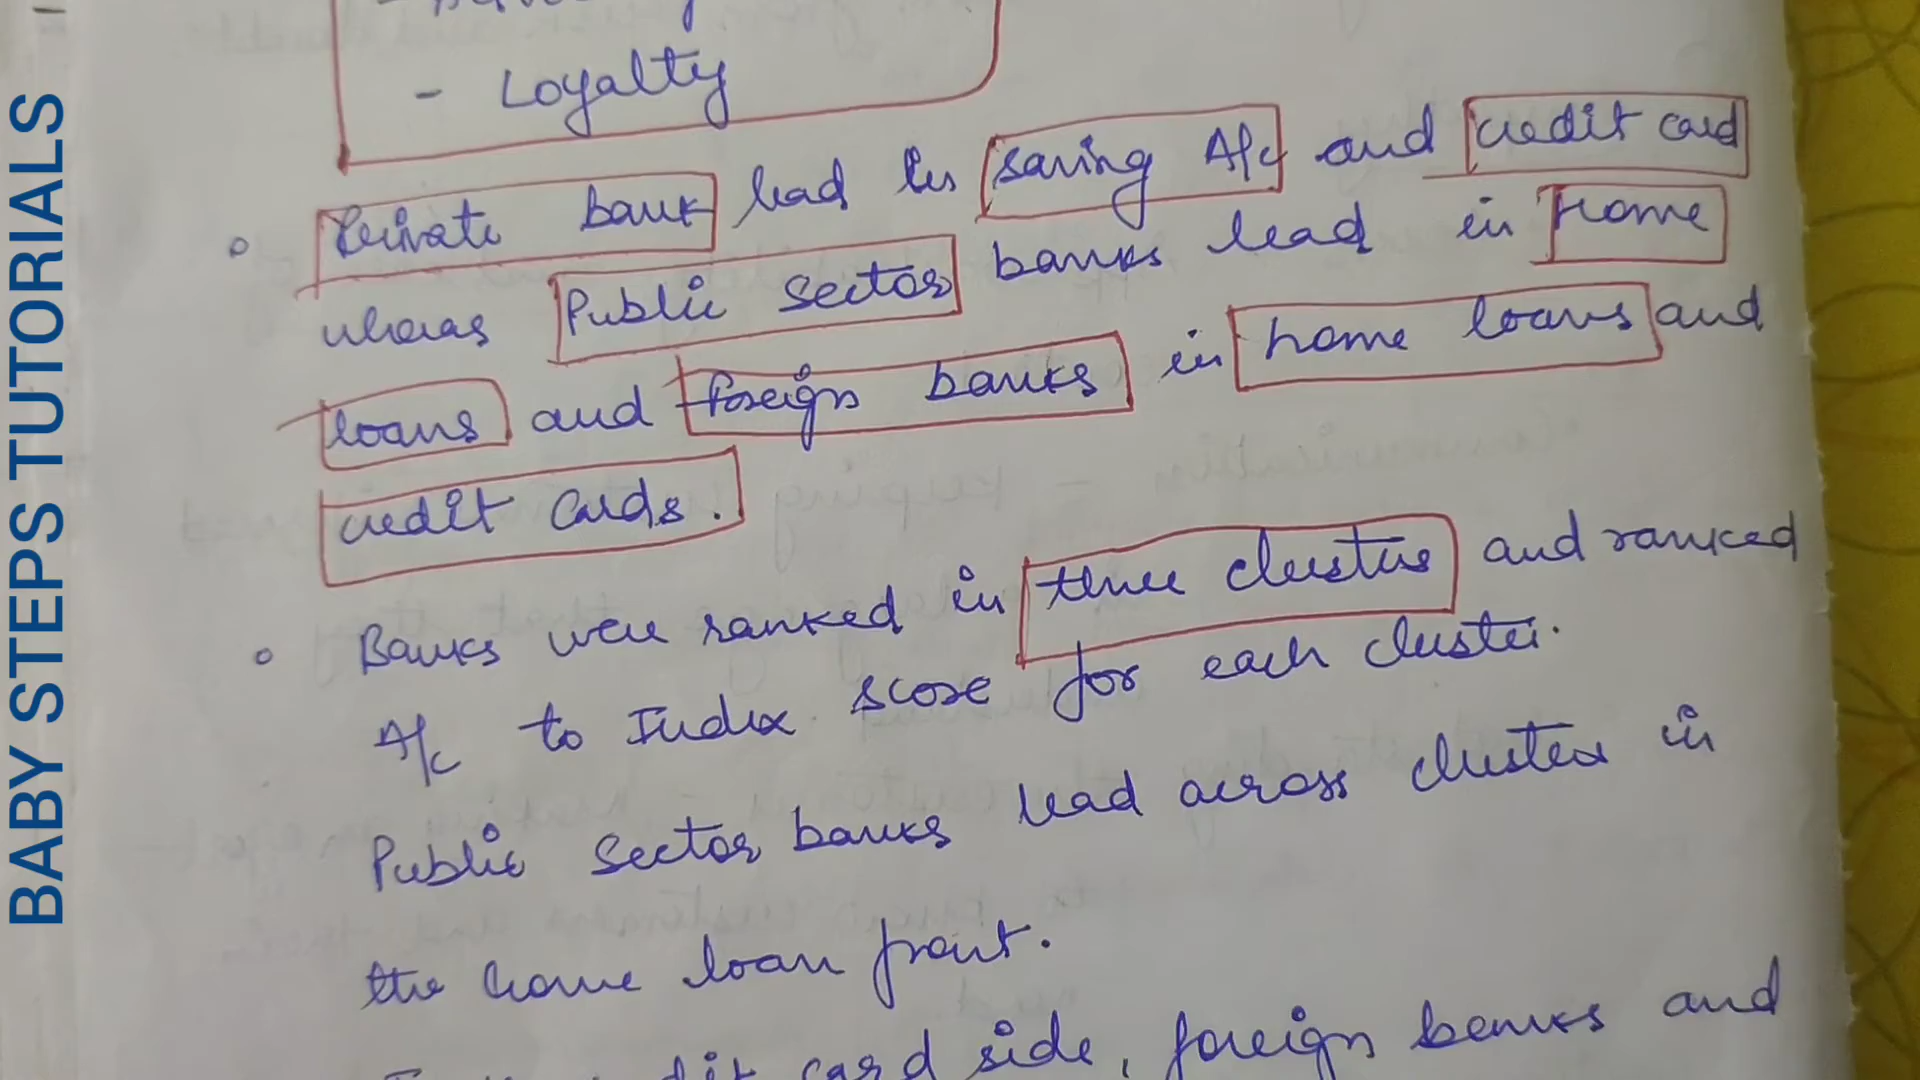 - Loyalty
Private bank lead in saving A/c and credit card
whereas Public sector banks lead in home
loans and foreign banks in home loans and
credit cards.
Banks were ranked in three clusters and ranked
A/c to Index score for each cluster.
Public sector banks lead across cluster in
the home loan front.
card side, foreign banks and
BABY STEPS TUTORIALS